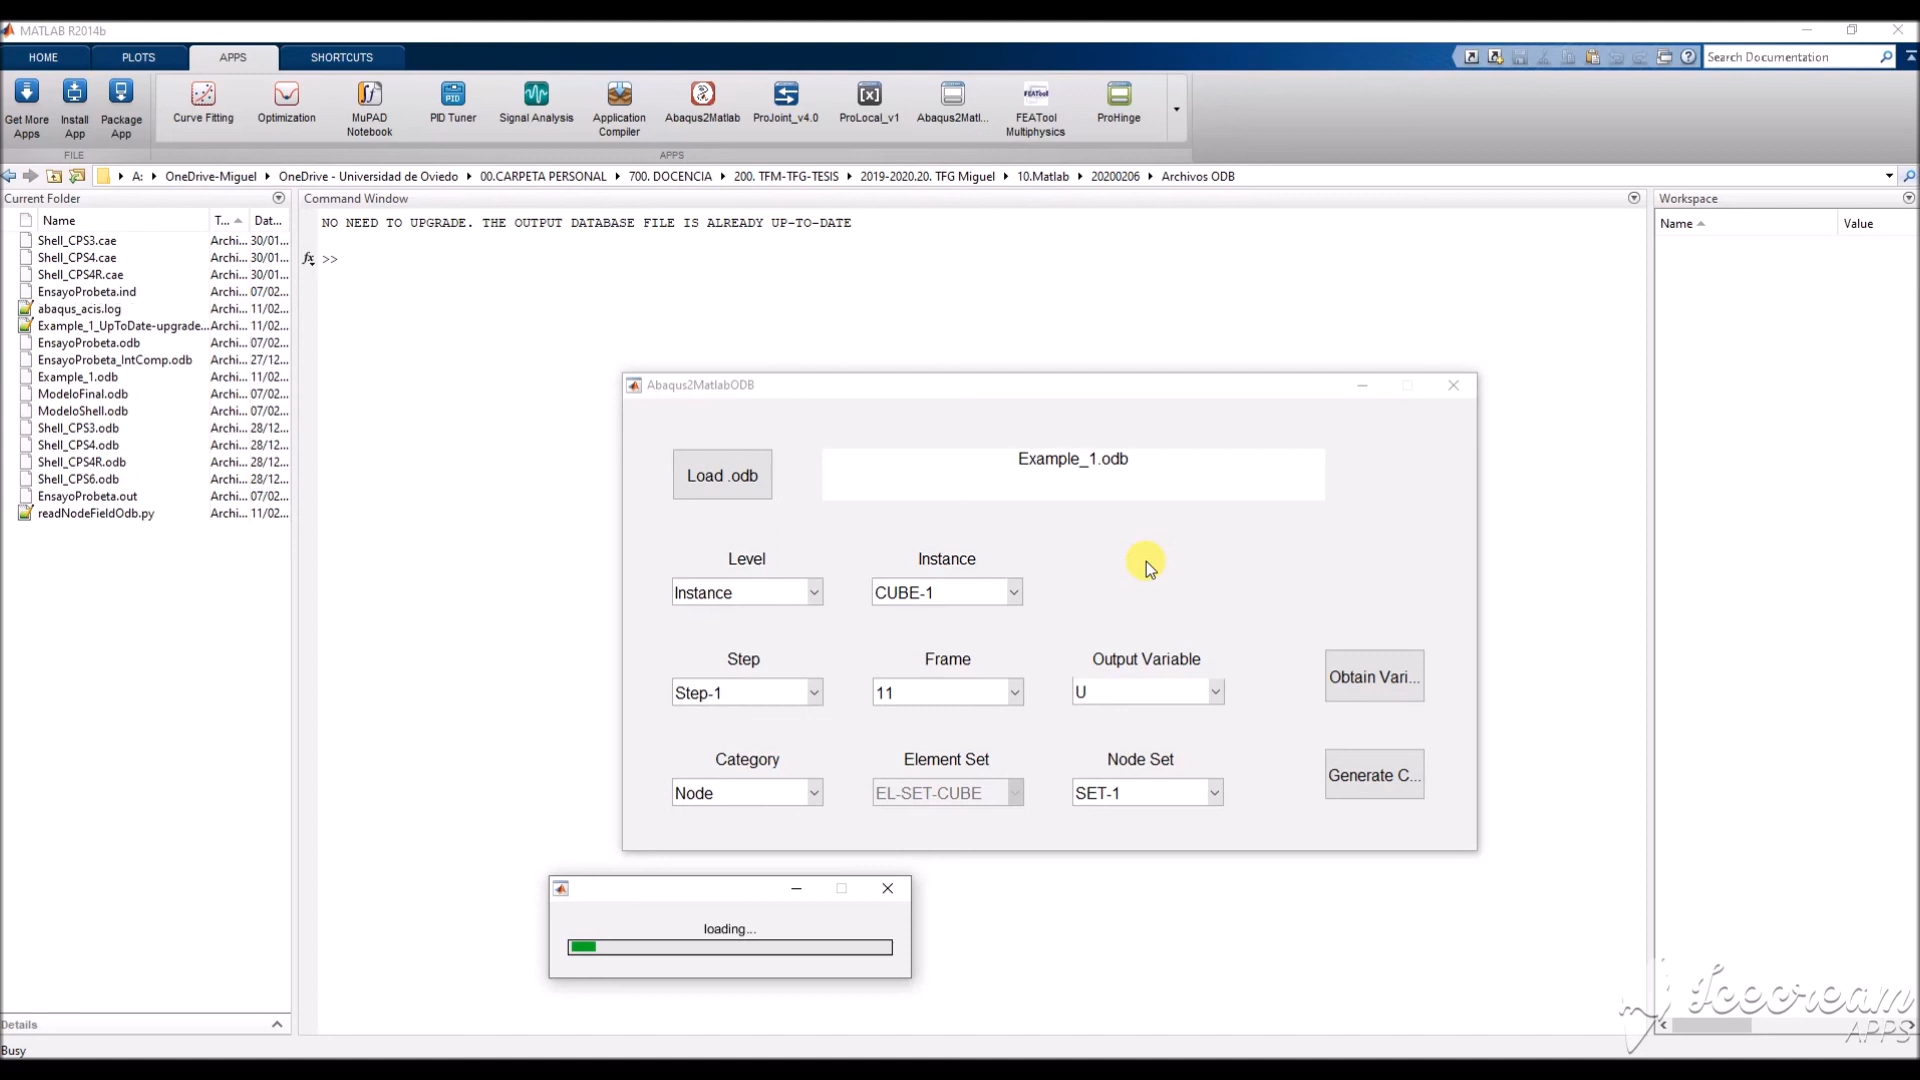 MATLAB R2014b
HOME PLOTS APPS SHORTCUTS Search Documentation
Get More Apps
Install App
Package App
Curve Fitting
Optimization
MuPAD Notebook
PID Tuner
Signal Analysis
Application Compiler
Abaqus2Matlab
ProJoint_v4.0
ProLocal_v1
Abaqus2Matl...
FEATool Multiphysics
ProHinge
FILE APPS
A: OneDrive-Miguel OneDrive - Universidad de Oviedo 00.CARPETA PERSONAL 700. DOCENCIA 200. TFM-TFG-TESIS 2019-2020.20. TFG Miguel 10.Matlab 20200206 Archivos ODB
Current Folder
Name T... Dat...
Shell_CPS3.cae Archi... 30/01...
Shell_CPS4.cae Archi... 30/01...
Shell_CPS4R.cae Archi... 30/01...
EnsayoProbeta.ind Archi... 07/02...
abaqus_acis.log Archi... 11/02...
Example_1_UpToDate-upgrade... Archi... 11/02...
EnsayoProbeta.odb Archi... 07/02...
EnsayoProbeta_IntComp.odb Archi... 27/12...
Example_1.odb Archi... 11/02...
ModeloFinal.odb Archi... 07/02...
ModeloShell.odb Archi... 07/02...
Shell_CPS3.odb Archi... 28/12...
Shell_CPS4.odb Archi... 28/12...
Shell_CPS4R.odb Archi... 28/12...
Shell_CPS6.odb Archi... 28/12...
EnsayoProbeta.out Archi... 07/02...
readNodeFieldOdb.py Archi... 11/02...
Details
Busy
Command Window
NO NEED TO UPGRADE. THE OUTPUT DATABASE FILE IS ALREADY UP-TO-DATE
fx >>
Workspace
Name Value
Abaqus2MatlabODB
Load .odb Example_1.odb
Level Instance
Instance CUBE-1
Step Frame Output Variable
Step-1 11 U Obtain Vari...
Category Element Set Node Set
Node EL-SET-CUBE SET-1 Generate C...
loading...
Icecream
APPS